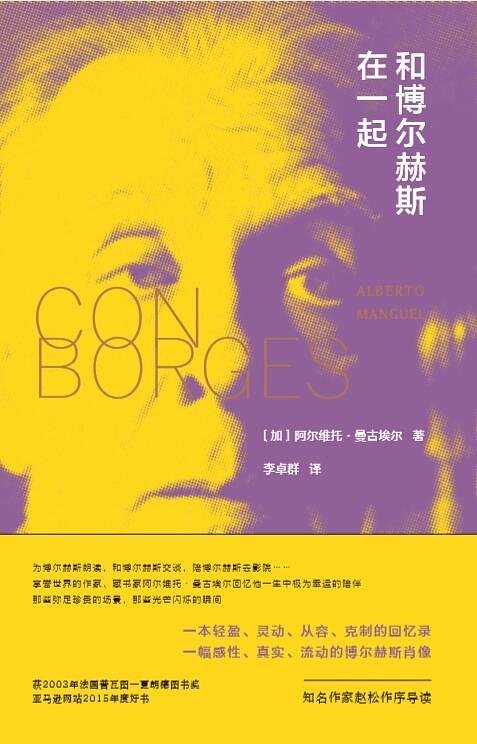 和博尔赫斯
在一起
CON
BORGES
ALBERTO
MANGUEL
［加］阿尔维托·曼古埃尔 著
李卓群 译
为博尔赫斯朗读，和博尔赫斯交谈，陪博尔赫斯去影院……
享誉世界的作家、藏书家阿尔维托·曼古埃尔回忆他一生中极为幸运的陪伴
那些弥足珍贵的场景，那些光芒闪烁的瞬间
一本轻盈、灵动、从容、克制的回忆录
一幅感性、真实、流动的博尔赫斯肖像
获2003年法国普瓦图—夏朗德图书奖
亚马逊网站2015年度好书
知名作家赵松作序导读